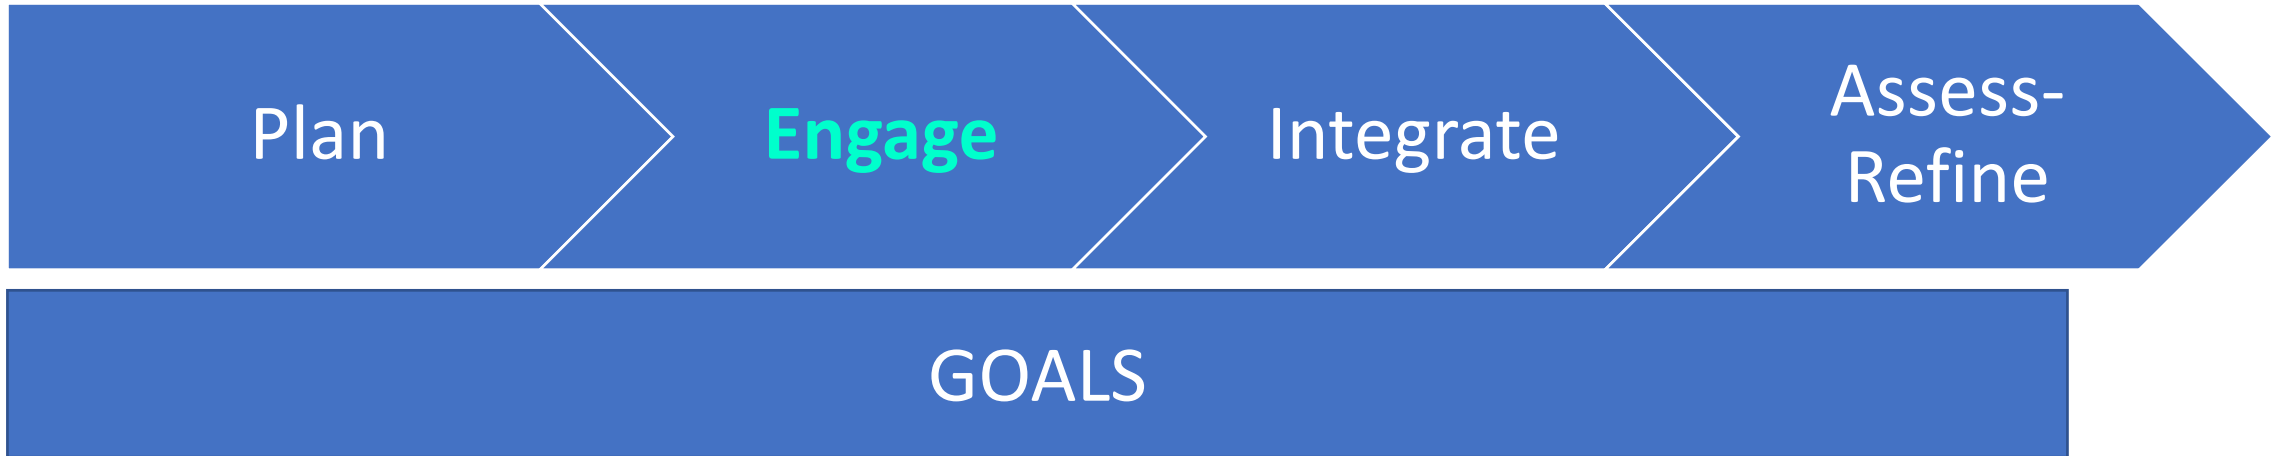 Plan
Engage
Integrate
Assess-
Refine
GOALS